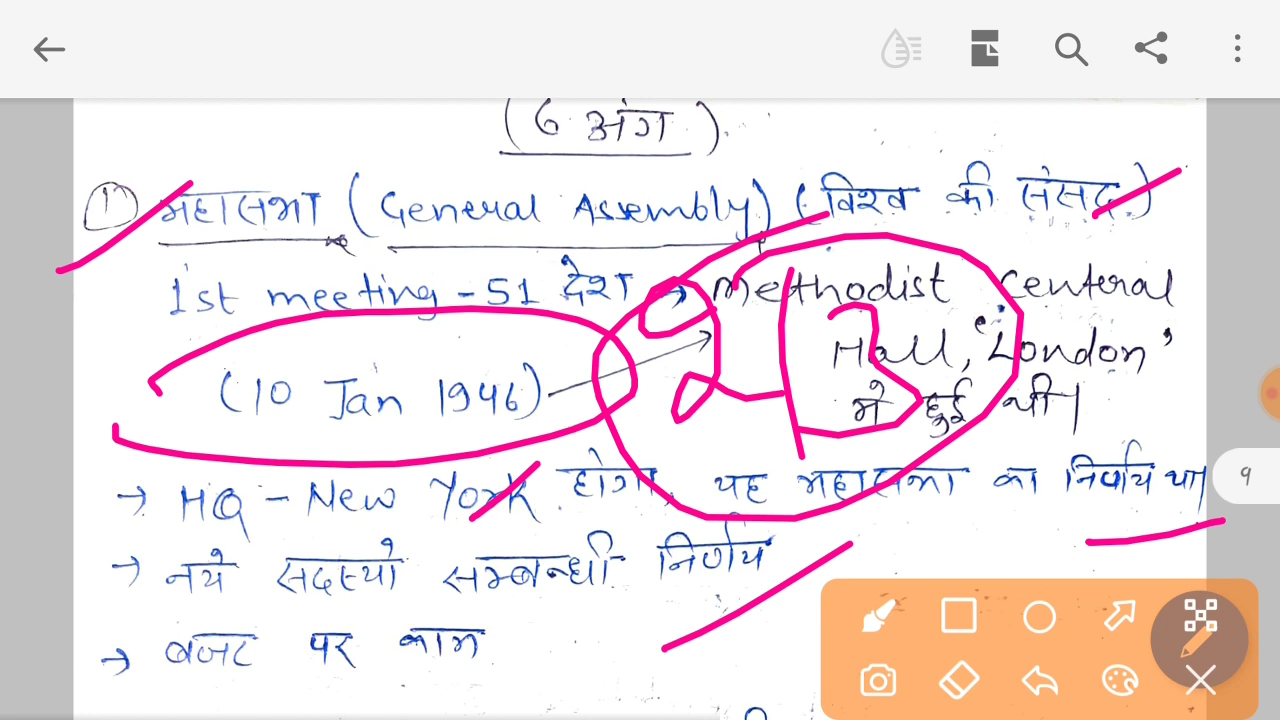 (6 अंग).
① महासभा (General Assembly) (विश्व की संसद)
1st meeting - 51 देश → Methodist Centeral
Hall, 'London'
(10 Jan 1946) में हुई थी।
→ HQ - New York होगा, यह महासभा का निर्णय था।
→ नये सदस्यो सम्बन्धी निर्णय
→ बजट पर काम
9